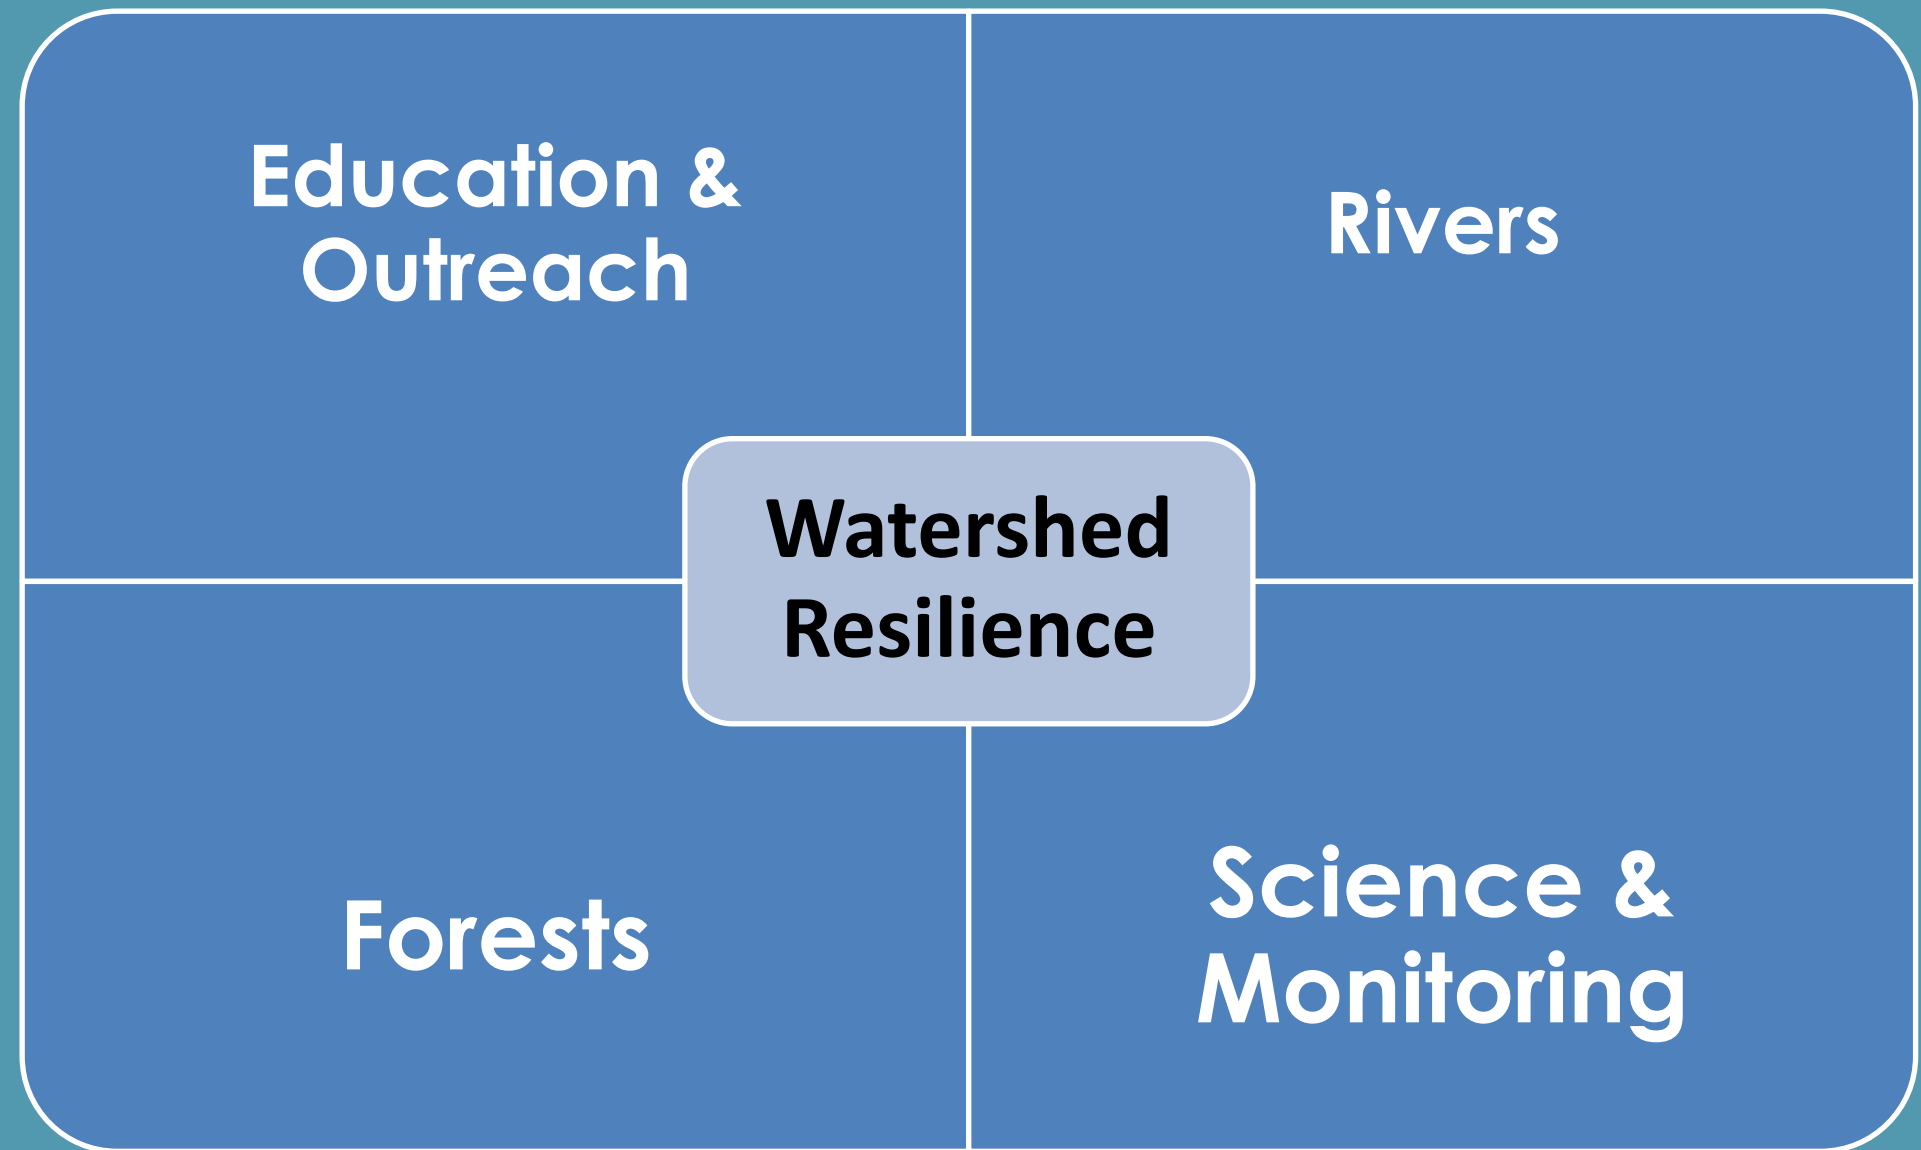 Education &
Outreach
Rivers
Watershed
Resilience
Forests
Science &
Monitoring